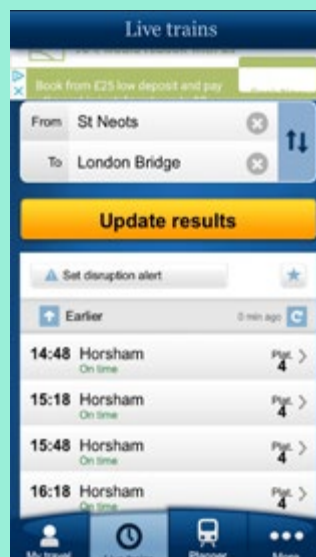 Live trains
Book from £25 low deposit and pay
From St Neots
To London Bridge
Update results
Set disruption alert
Earlier 0 min ago
14:48 Horsham Plat.
On time 4
15:18 Horsham Plat.
On time 4
15:48 Horsham Plat.
On time 4
16:18 Horsham Plat.
On time 4
My travel Planner More